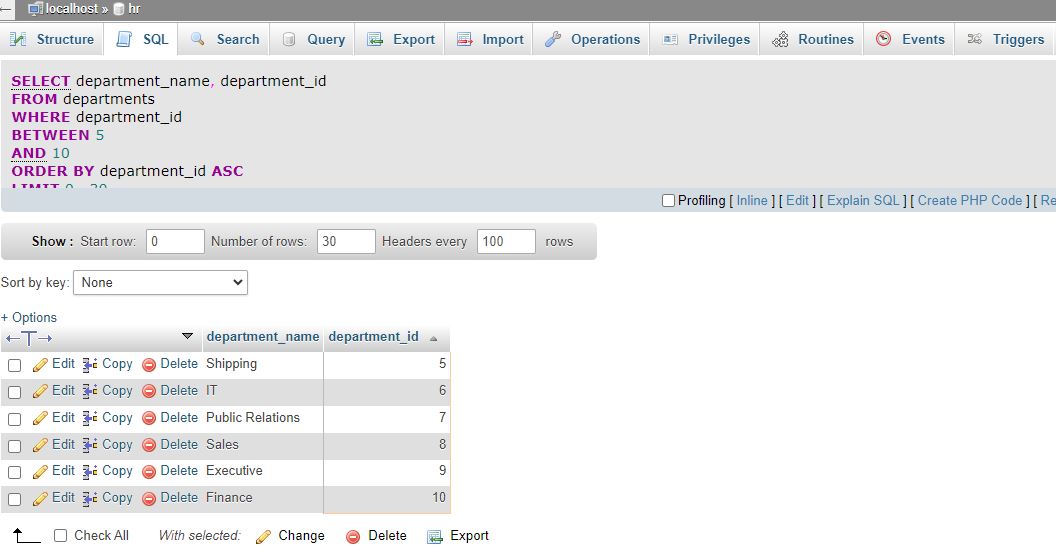 localhost » hr
Structure SQL Search Query Export Import Operations Privileges Routines Events Triggers
SELECT department_name, department_id
FROM departments
WHERE department_id
BETWEEN 5
AND 10
ORDER BY department_id ASC
LIMIT 0 , 30
Profiling [ Inline ] [ Edit ] [ Explain SQL ] [ Create PHP Code ] [ Re
Show : Start row: 0 Number of rows: 30 Headers every 100 rows
Sort by key: None
+ Options
department_name department_id
Edit Copy Delete Shipping 5
Edit Copy Delete IT 6
Edit Copy Delete Public Relations 7
Edit Copy Delete Sales 8
Edit Copy Delete Executive 9
Edit Copy Delete Finance 10
Check All With selected: Change Delete Export